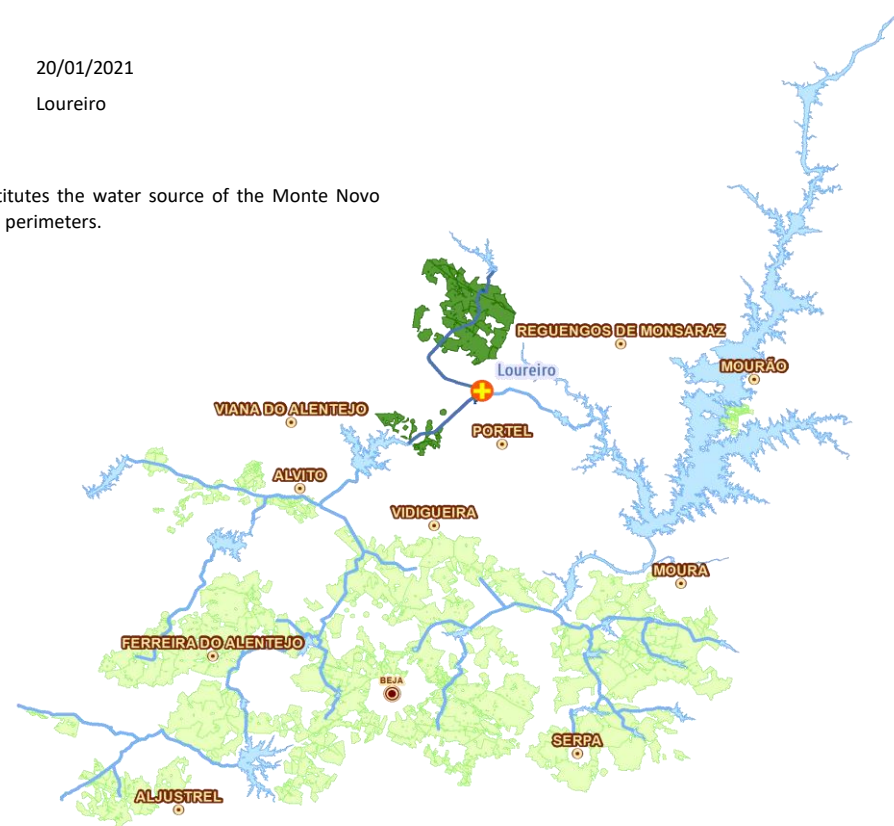 20/01/2021
Loureiro
titutes the water source of the Monte Novo
perimeters.
REGUENGOS DE MONSARAZ
Loureiro
MOURÃO
VIANA DO ALENTEJO
PORTEL
ALVITO
VIDIGUEIRA
MOURA
FERREIRA DO ALENTEJO
BEJA
SERPA
ALJUSTREL